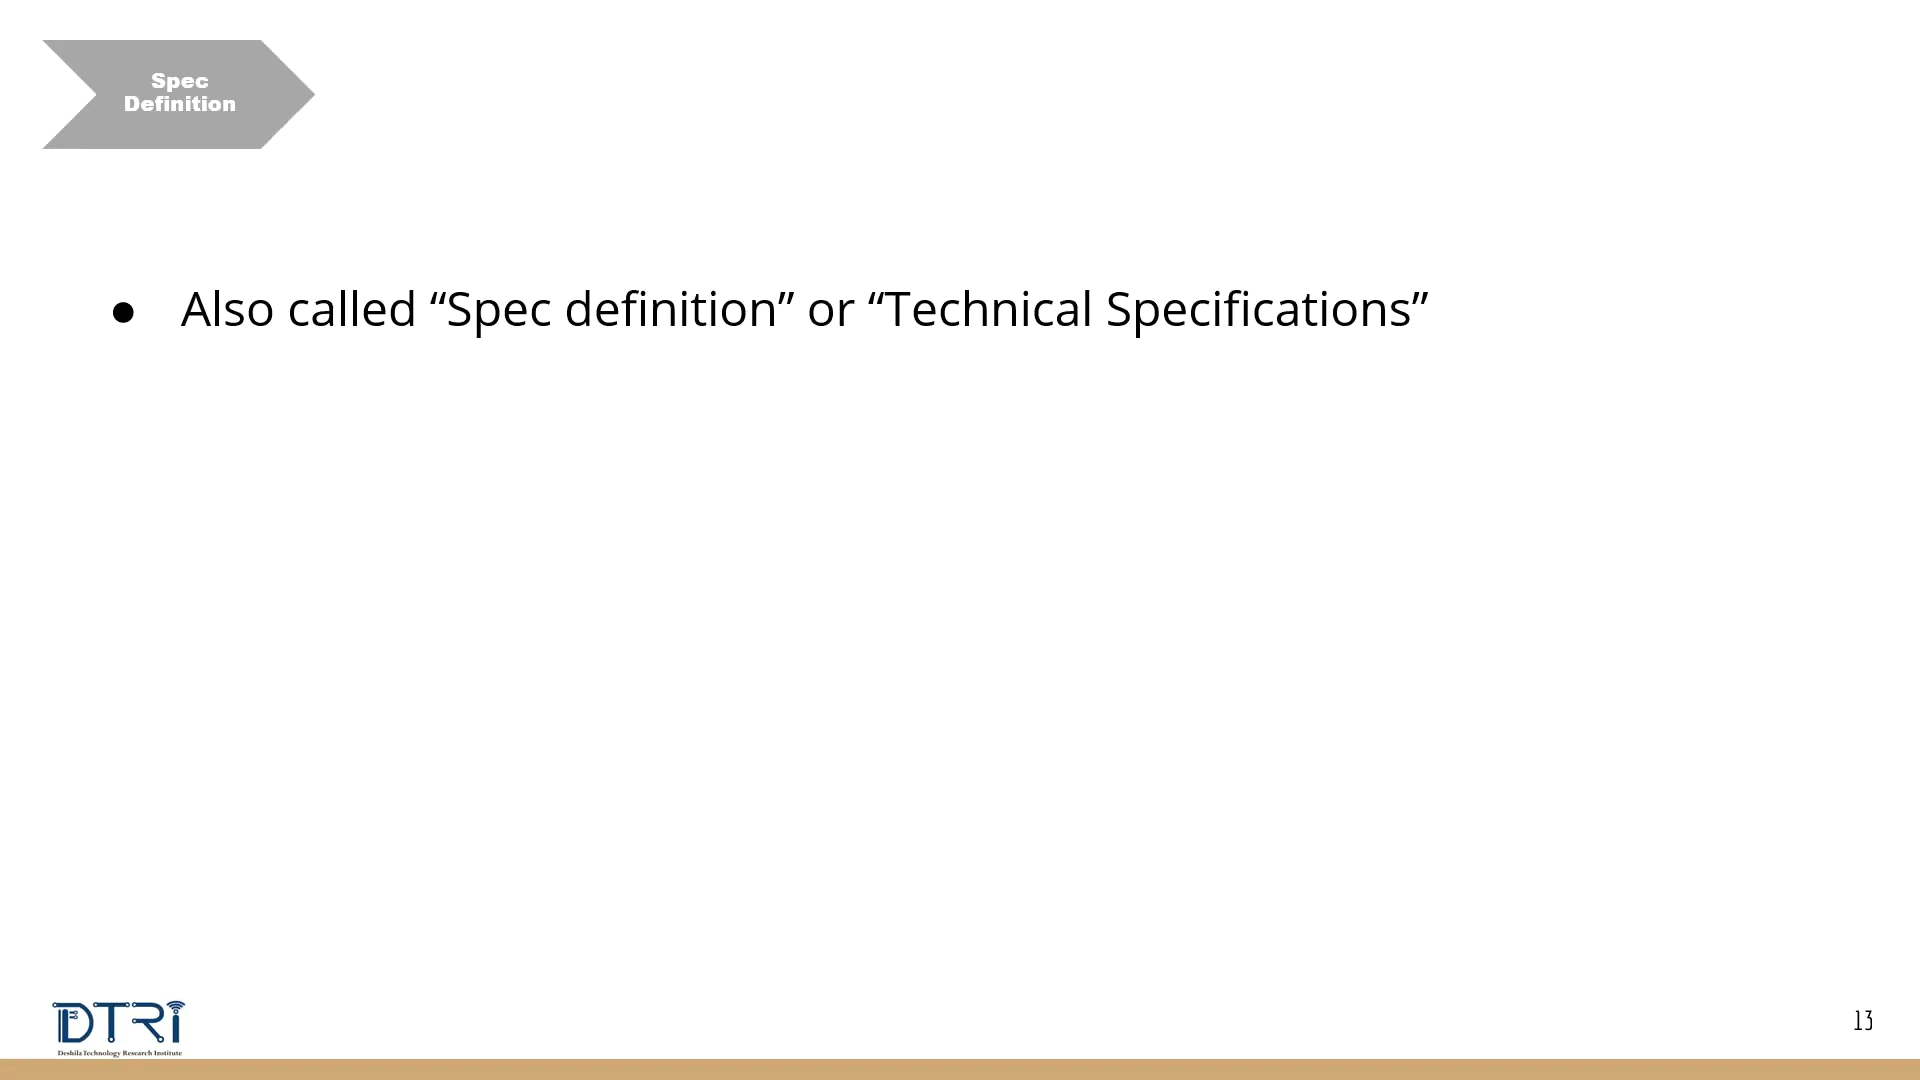 Spec
Definition
● Also called “Spec definition” or “Technical Specifications”
DTRi
Deshila Technology Research Institute
13